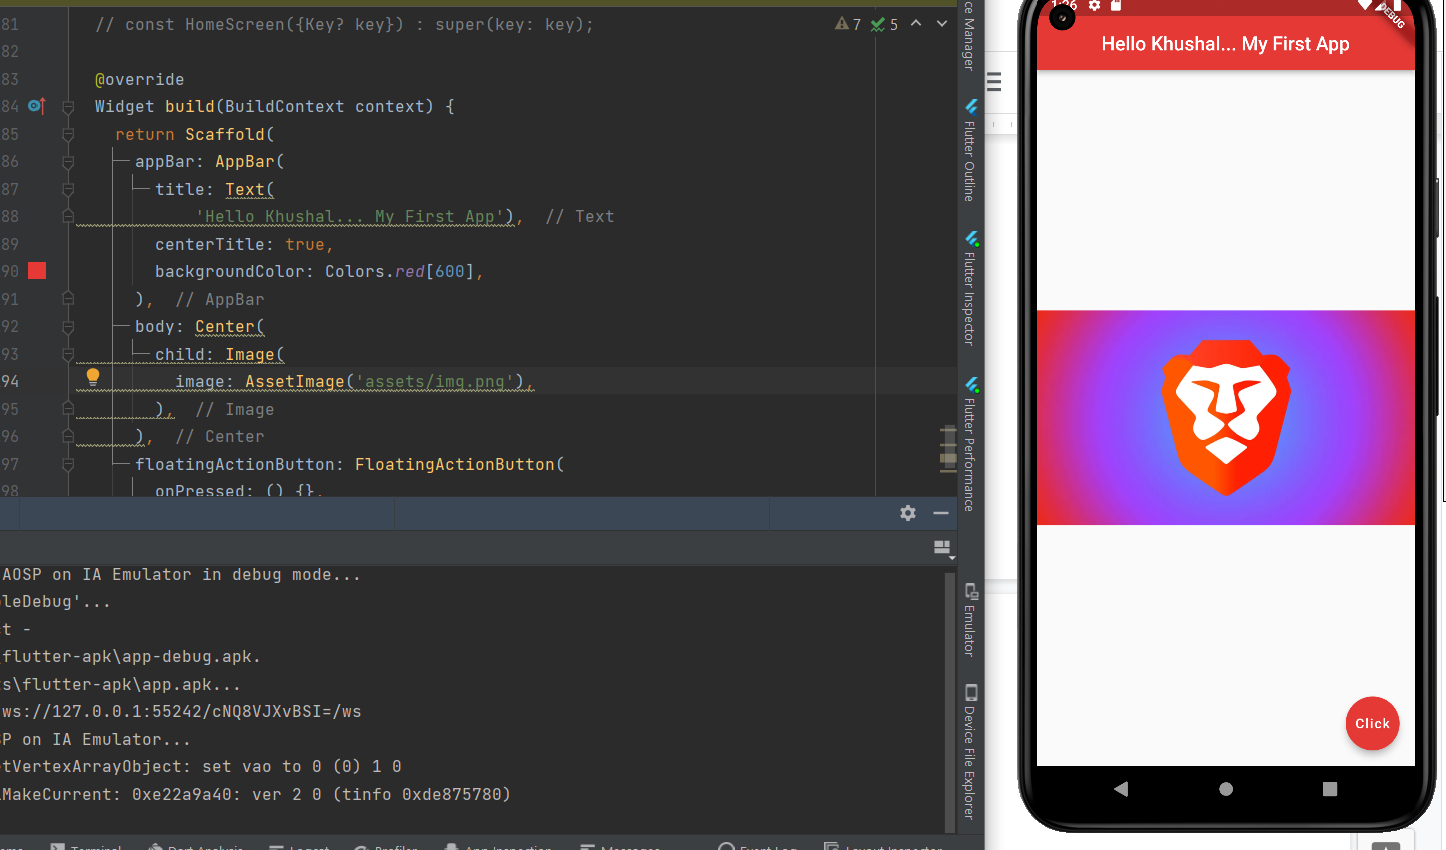 81 // const HomeScreen({Key? key}) : super(key: key);
7 5
82
83 @override
84 Widget build(BuildContext context) {
85 return Scaffold(
86 appBar: AppBar(
87 title: Text(
88 'Hello Khushal... My First App'), // Text
89 centerTitle: true,
90 backgroundColor: Colors.red[600],
91 ), // AppBar
92 body: Center(
93 child: Image(
94 image: AssetImage('assets/img.png'),
95 ), // Image
96 ), // Center
97 floatingActionButton: FloatingActionButton(
98 onPressed: () {},
AOSP on IA Emulator in debug mode...
leDebug'...
ct -
flutter-apk\app-debug.apk.
s\flutter-apk\app.apk...
ws://127.0.0.1:55242/cNQ8VJXvBSI=/ws
SP on IA Emulator...
etVertexArrayObject: set vao to 0 (0) 1 0
MakeCurrent: 0xe22a9a40: ver 2 0 (tinfo 0xde875780)
Terminal Dart Analysis Logcat Profiler App Inspection Messages Event Log Layout Inspector
ce Manager
Flutter Outline
Flutter Inspector
Flutter Performance
Emulator
Device File Explorer
1:26
DEBUG
Hello Khushal... My First App
Click